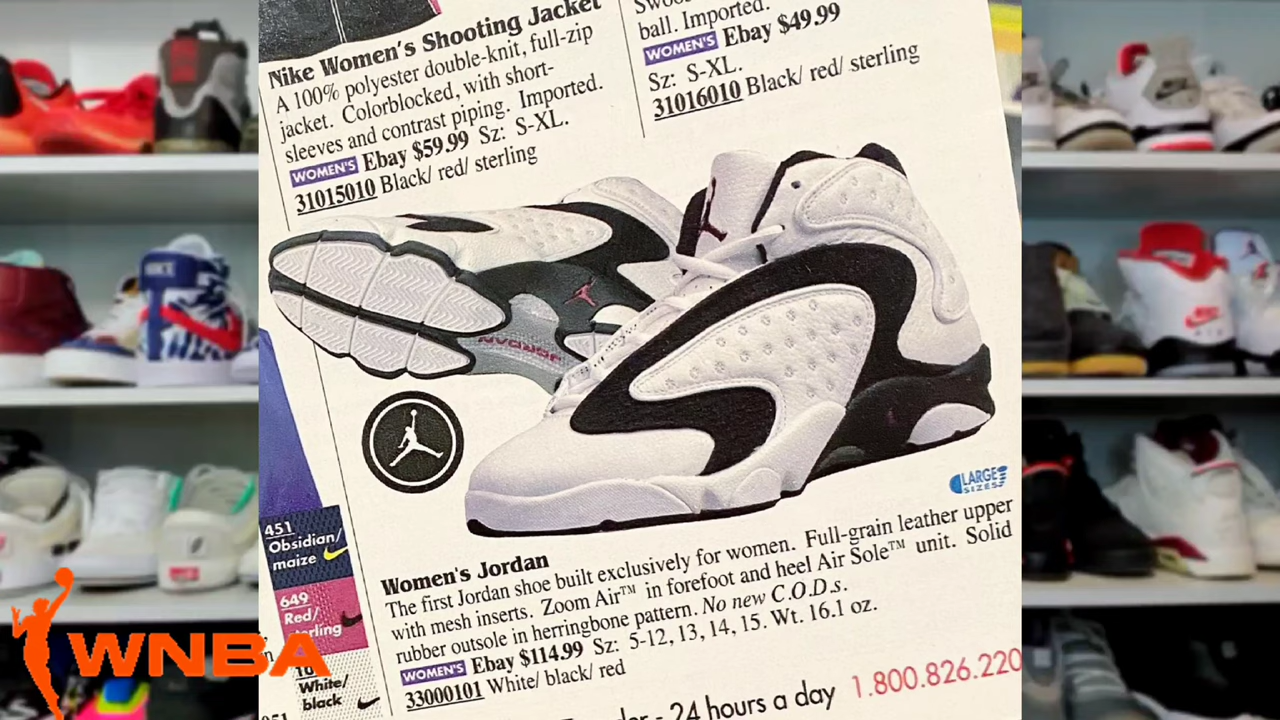 Nike Women's Shooting Jacket
A 100% polyester double-knit, full-zip
jacket. Colorblocked, with short-
sleeves and contrast piping. Imported.
WOMEN'S Ebay $59.99 Sz: S-XL.
31015010 Black/ red/ sterling
ball. Imported.
WOMEN'S Ebay $49.99
Sz: S-XL.
31016010 Black/ red/ sterling
JORDAN
LARGE
SIZES
451
Obsidian/
maize
649
Red/
White/
black
Women's Jordan
The first Jordan shoe built exclusively for women. Full-grain leather upper
with mesh inserts. Zoom Air™ in forefoot and heel Air Sole™ unit. Solid
rubber outsole in herringbone pattern. No new C.O.D.s.
WOMEN'S Ebay $114.99 Sz: 5-12, 13, 14, 15. Wt. 16.1 oz.
33000101 White/ black/ red
- 24 hours a day 1.800.826.220
WNBA